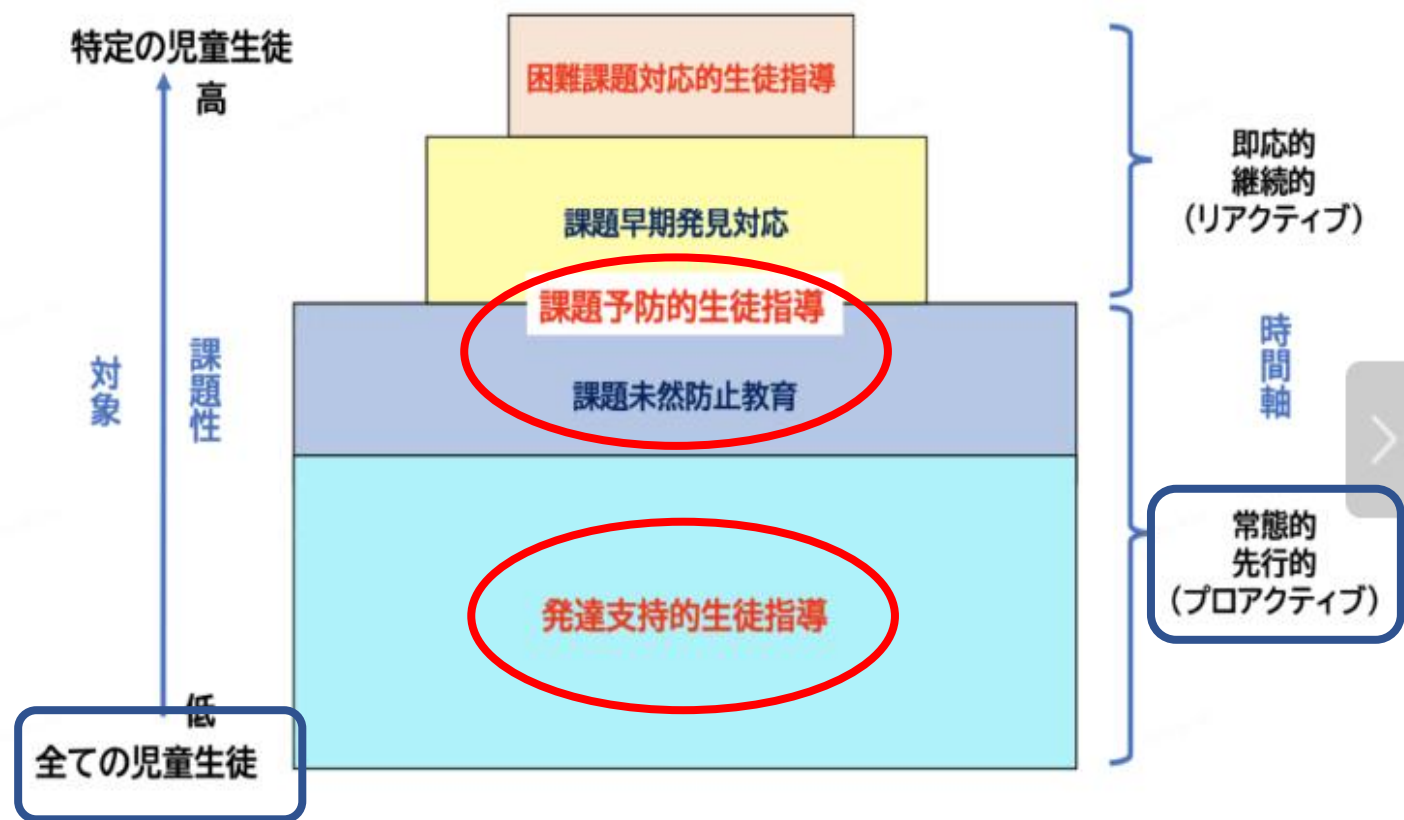 特定の児童生徒
高
困難課題対応的生徒指導
課題早期発見対応
課題予防的生徒指導
課題未然防止教育
発達支持的生徒指導
対象
課題性
低
全ての児童生徒
即応的
継続的
(リアクティブ)
時間軸
常態的
先行的
(プロアクティブ)